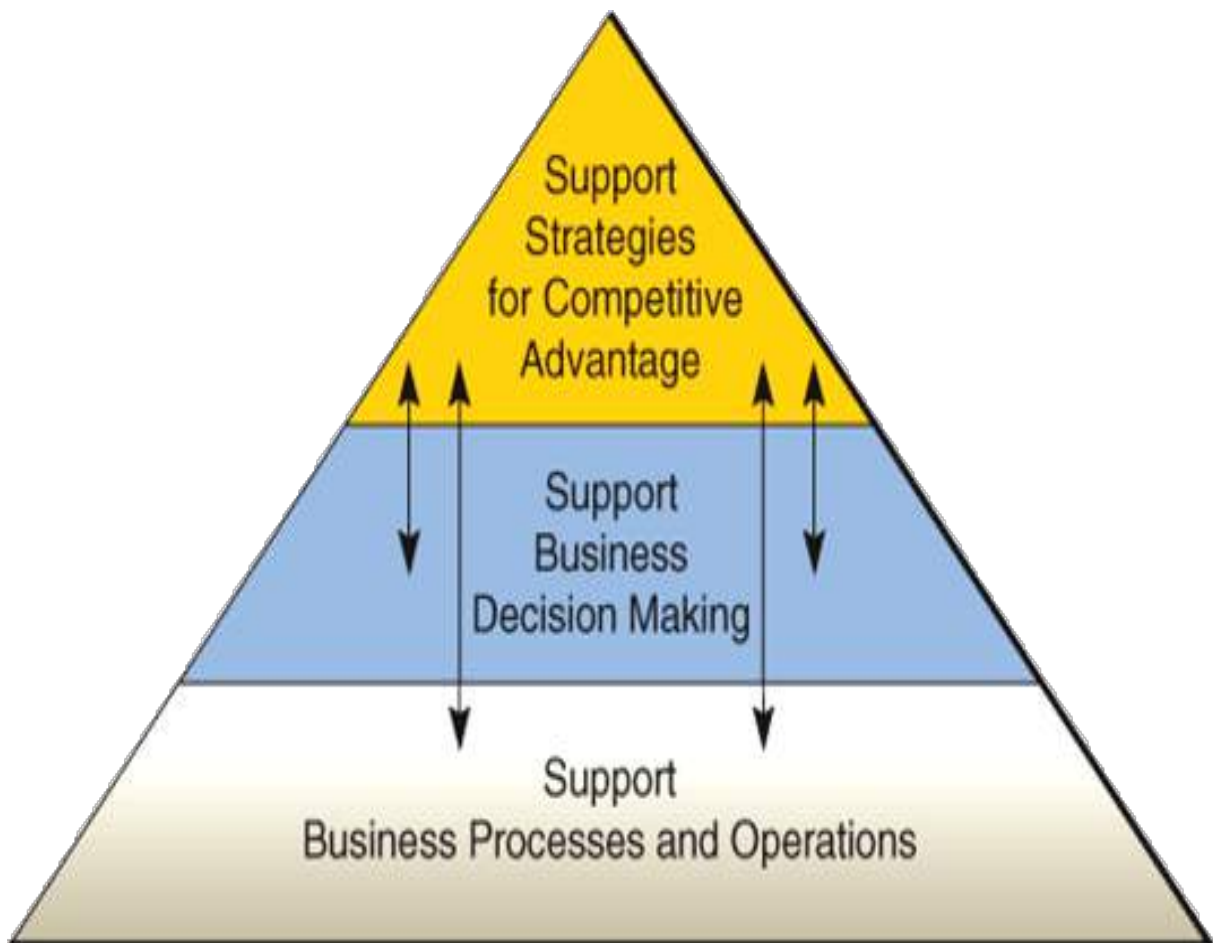 Support
Strategies
for Competitive
Advantage
Support
Business
Decision Making
Support
Business Processes and Operations